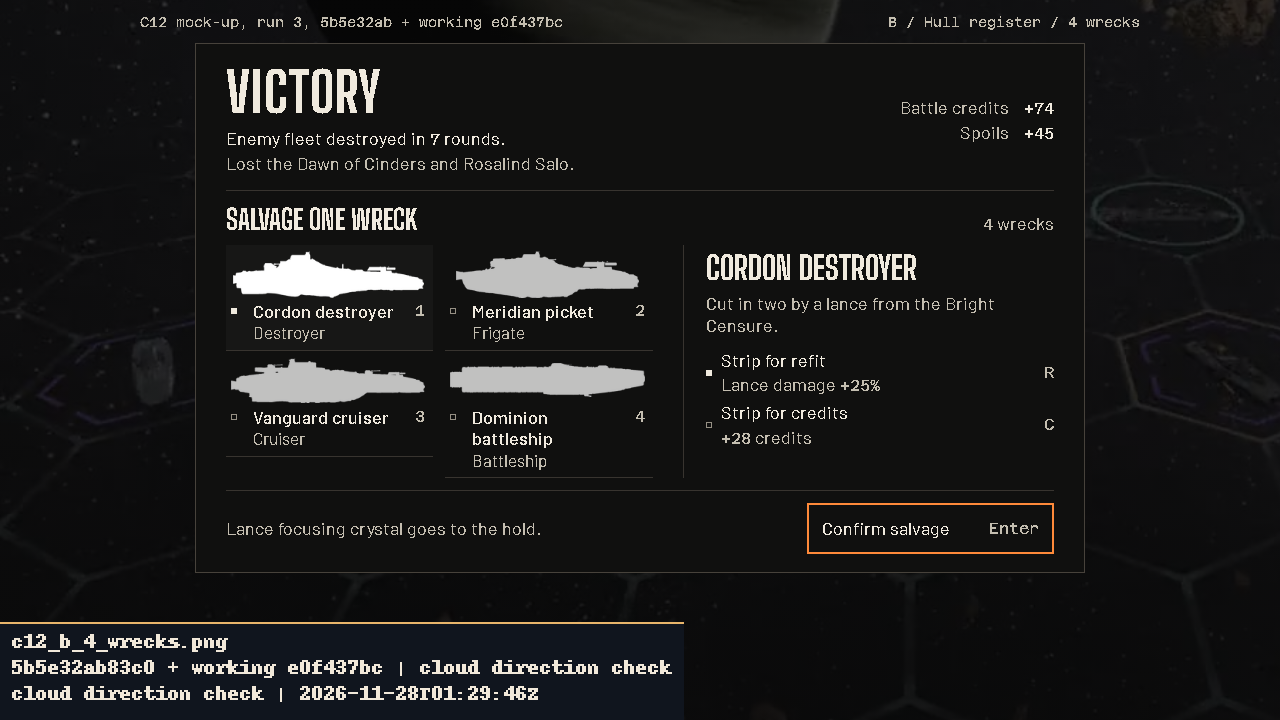 C12 mock-up, run 3, 5b5e32ab + working e0f437bc
B / Hull register / 4 wrecks
VICTORY
Enemy fleet destroyed in 7 rounds.
Lost the Dawn of Cinders and Rosalind Salo.
Battle credits +74
Spoils +45
SALVAGE ONE WRECK
4 wrecks
Cordon destroyer 1
Destroyer
Meridian picket 2
Frigate
Vanguard cruiser 3
Cruiser
Dominion 4
battleship
Battleship
CORDON DESTROYER
Cut in two by a lance from the Bright
Censure.
Strip for refit
Lance damage +25%
R
Strip for credits
+28 credits
C
Lance focusing crystal goes to the hold.
Confirm salvage Enter
c12_b_4_wrecks.png
5b5e32ab83c0 + working e0f437bc | cloud direction check
cloud direction check | 2026-11-28T01:29:46Z